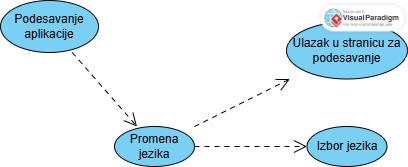 Podesavanje
aplikacije
Made with
Visual Paradigm
For non-commercial use
Ulazak u stranicu za
podesavanje
Promena
jezika
Izbor jezika